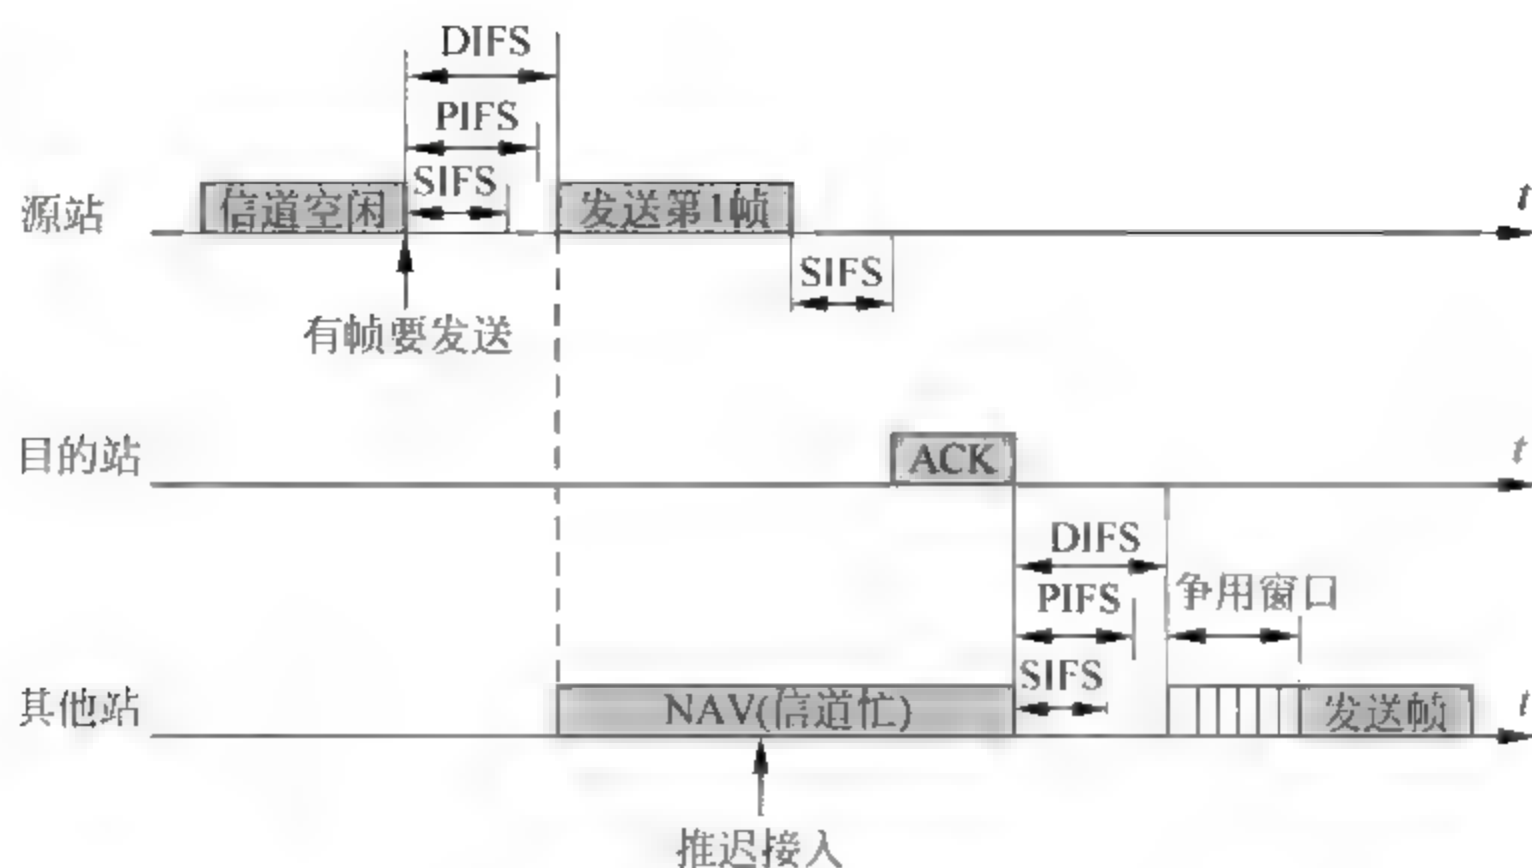 DIFS
PIFS
SIFS
源站 信道空闲 发送第1帧 t
SIFS
有帧要发送
目的站 ACK t
DIFS
PIFS 争用窗口
SIFS
其他站 NAV(信道忙) 发送帧 t
推迟接入